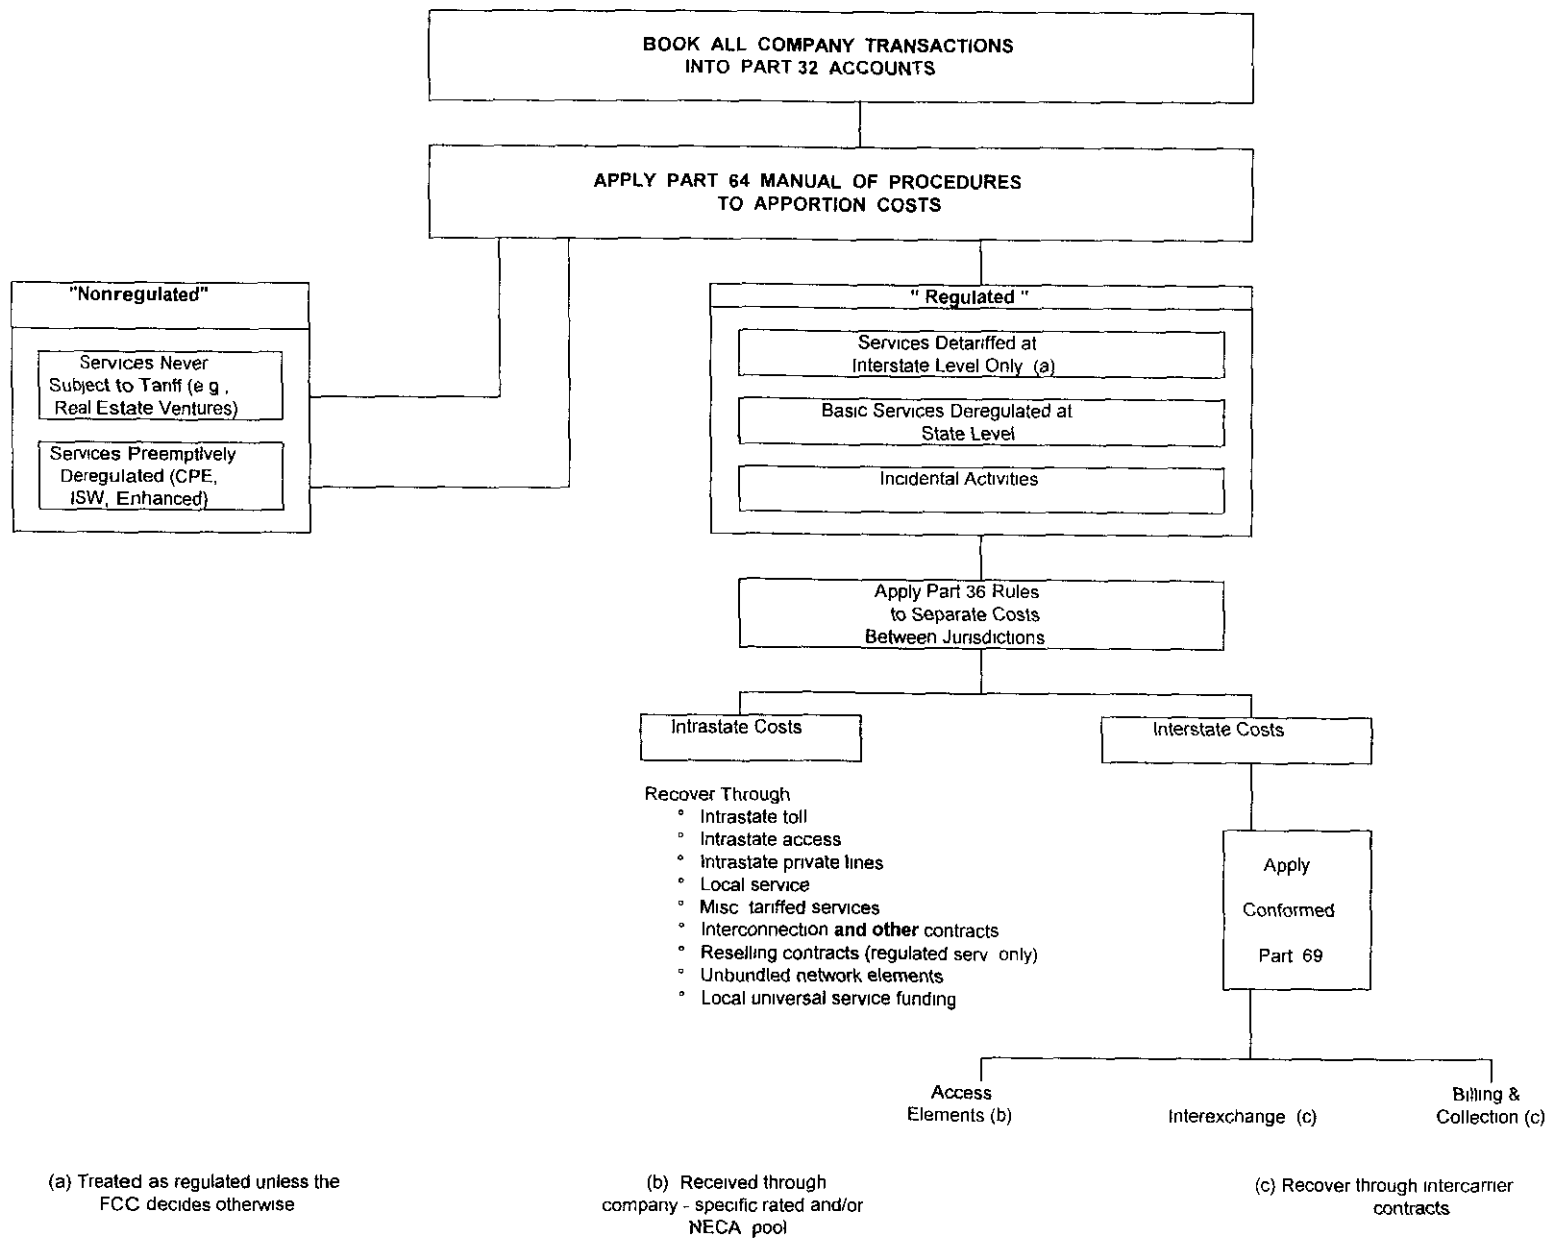 BOOK ALL COMPANY TRANSACTIONS
INTO PART 32 ACCOUNTS
APPLY PART 64 MANUAL OF PROCEDURES
TO APPORTION COSTS
"Nonregulated"
Services Never
Subject to Tariff (e g ,
Real Estate Ventures)
Services Preemptively
Deregulated (CPE,
ISW, Enhanced)
" Regulated "
Services Detariffed at
Interstate Level Only (a)
Basic Services Deregulated at
State Level
Incidental Activities
Apply Part 36 Rules
to Separate Costs
Between Jurisdictions
Intrastate Costs
Interstate Costs
Recover Through
° Intrastate toll
° Intrastate access
° Intrastate private lines
° Local service
° Misc tariffed services
° Interconnection and other contracts
° Reselling contracts (regulated serv only)
° Unbundled network elements
° Local universal service funding
Apply
Conformed
Part 69
Access
Elements (b)
Interexchange (c)
Billing &
Collection (c)
(a) Treated as regulated unless the
FCC decides otherwise
(b) Received through
company - specific rated and/or
NECA pool
(c) Recover through intercarrier
contracts